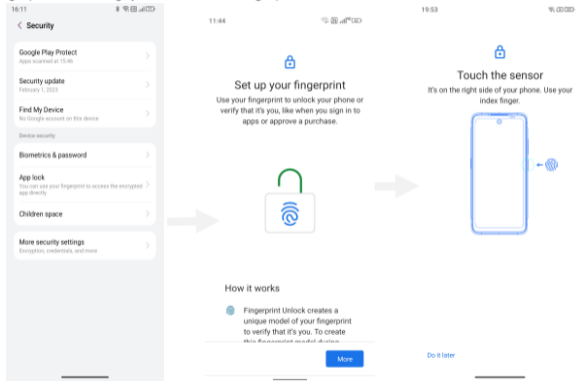 16:11
Security
Google Play Protect
Apps scanned at 15:46
Security update
February 1, 2023
Find My Device
No Google account on this device
Device security
Biometrics & password
App lock
You can use your fingerprint to access the encrypted
app directly
Children space
More security settings
Encryption, credentials, and more
11:44
Set up your fingerprint
Use your fingerprint to unlock your phone or
verify that it's you, like when you sign in to
apps or approve a purchase.
How it works
Fingerprint Unlock creates a
unique model of your fingerprint
to verify that it's you. To create
this fingerprint model during
More
19:53
Touch the sensor
It's on the right side of your phone. Use your
index finger.
Do it later